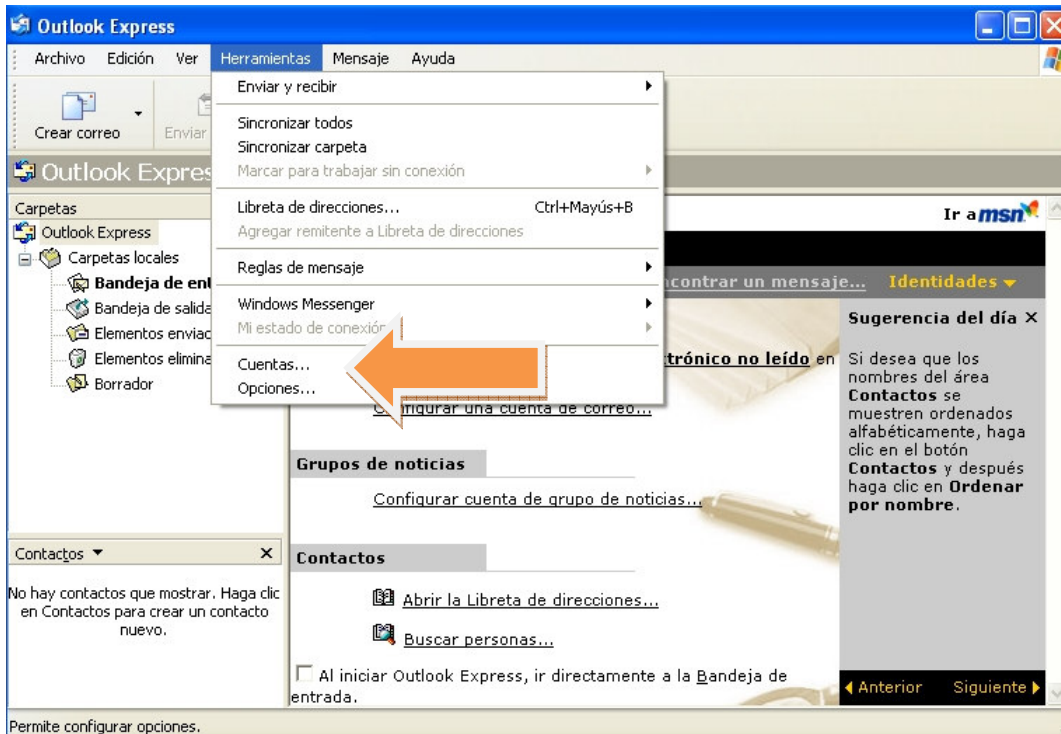 Outlook Express
Archivo Edición Ver Herramientas Mensaje Ayuda
Crear correo Enviar
Outlook Expres
Enviar y recibir
Sincronizar todos
Sincronizar carpeta
Marcar para trabajar sin conexión
Libreta de direcciones... Ctrl+Mayús+B
Agregar remitente a Libreta de direcciones
Reglas de mensaje
Windows Messenger
Mi estado de conexión
Cuentas...
Opciones...
Carpetas
Outlook Express
Carpetas locales
Bandeja de ent
Bandeja de salida
Elementos enviac
Elementos elimina
Borrador
Contactos
No hay contactos que mostrar. Haga clic
en Contactos para crear un contacto
nuevo.
Ir a msn
contrar un mensaje... Identidades
trónico no leído en
Configurar una cuenta de correo...
Grupos de noticias
Configurar cuenta de grupo de noticias...
Contactos
Abrir la Libreta de direcciones...
Buscar personas...
Al iniciar Outlook Express, ir directamente a la Bandeja de
entrada.
Sugerencia del día
Si desea que los
nombres del área
Contactos se
muestren ordenados
alfabéticamente, haga
clic en el botón
Contactos y después
haga clic en Ordenar
por nombre.
Anterior Siguiente
Permite configurar opciones.